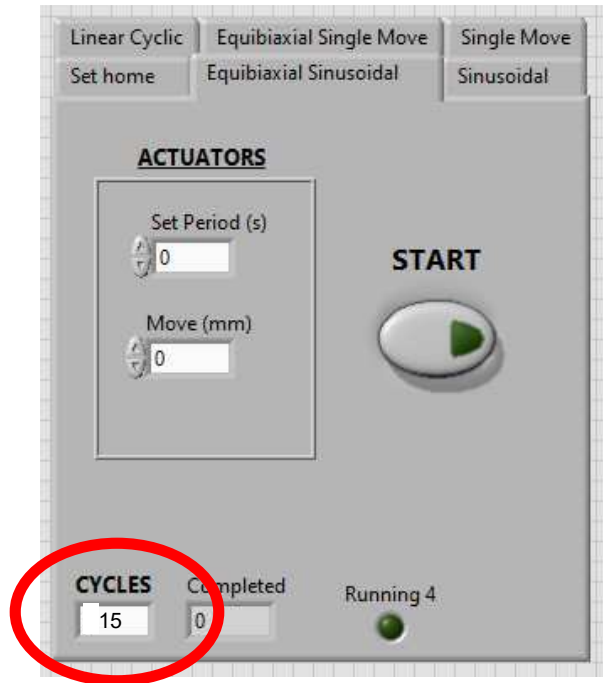 Linear Cyclic Equibiaxial Single Move Single Move
Set home Equibiaxial Sinusoidal Sinusoidal
ACTUATORS
Set Period (s)
0
START
Move (mm)
0
CYCLES Completed Running 4
15 0